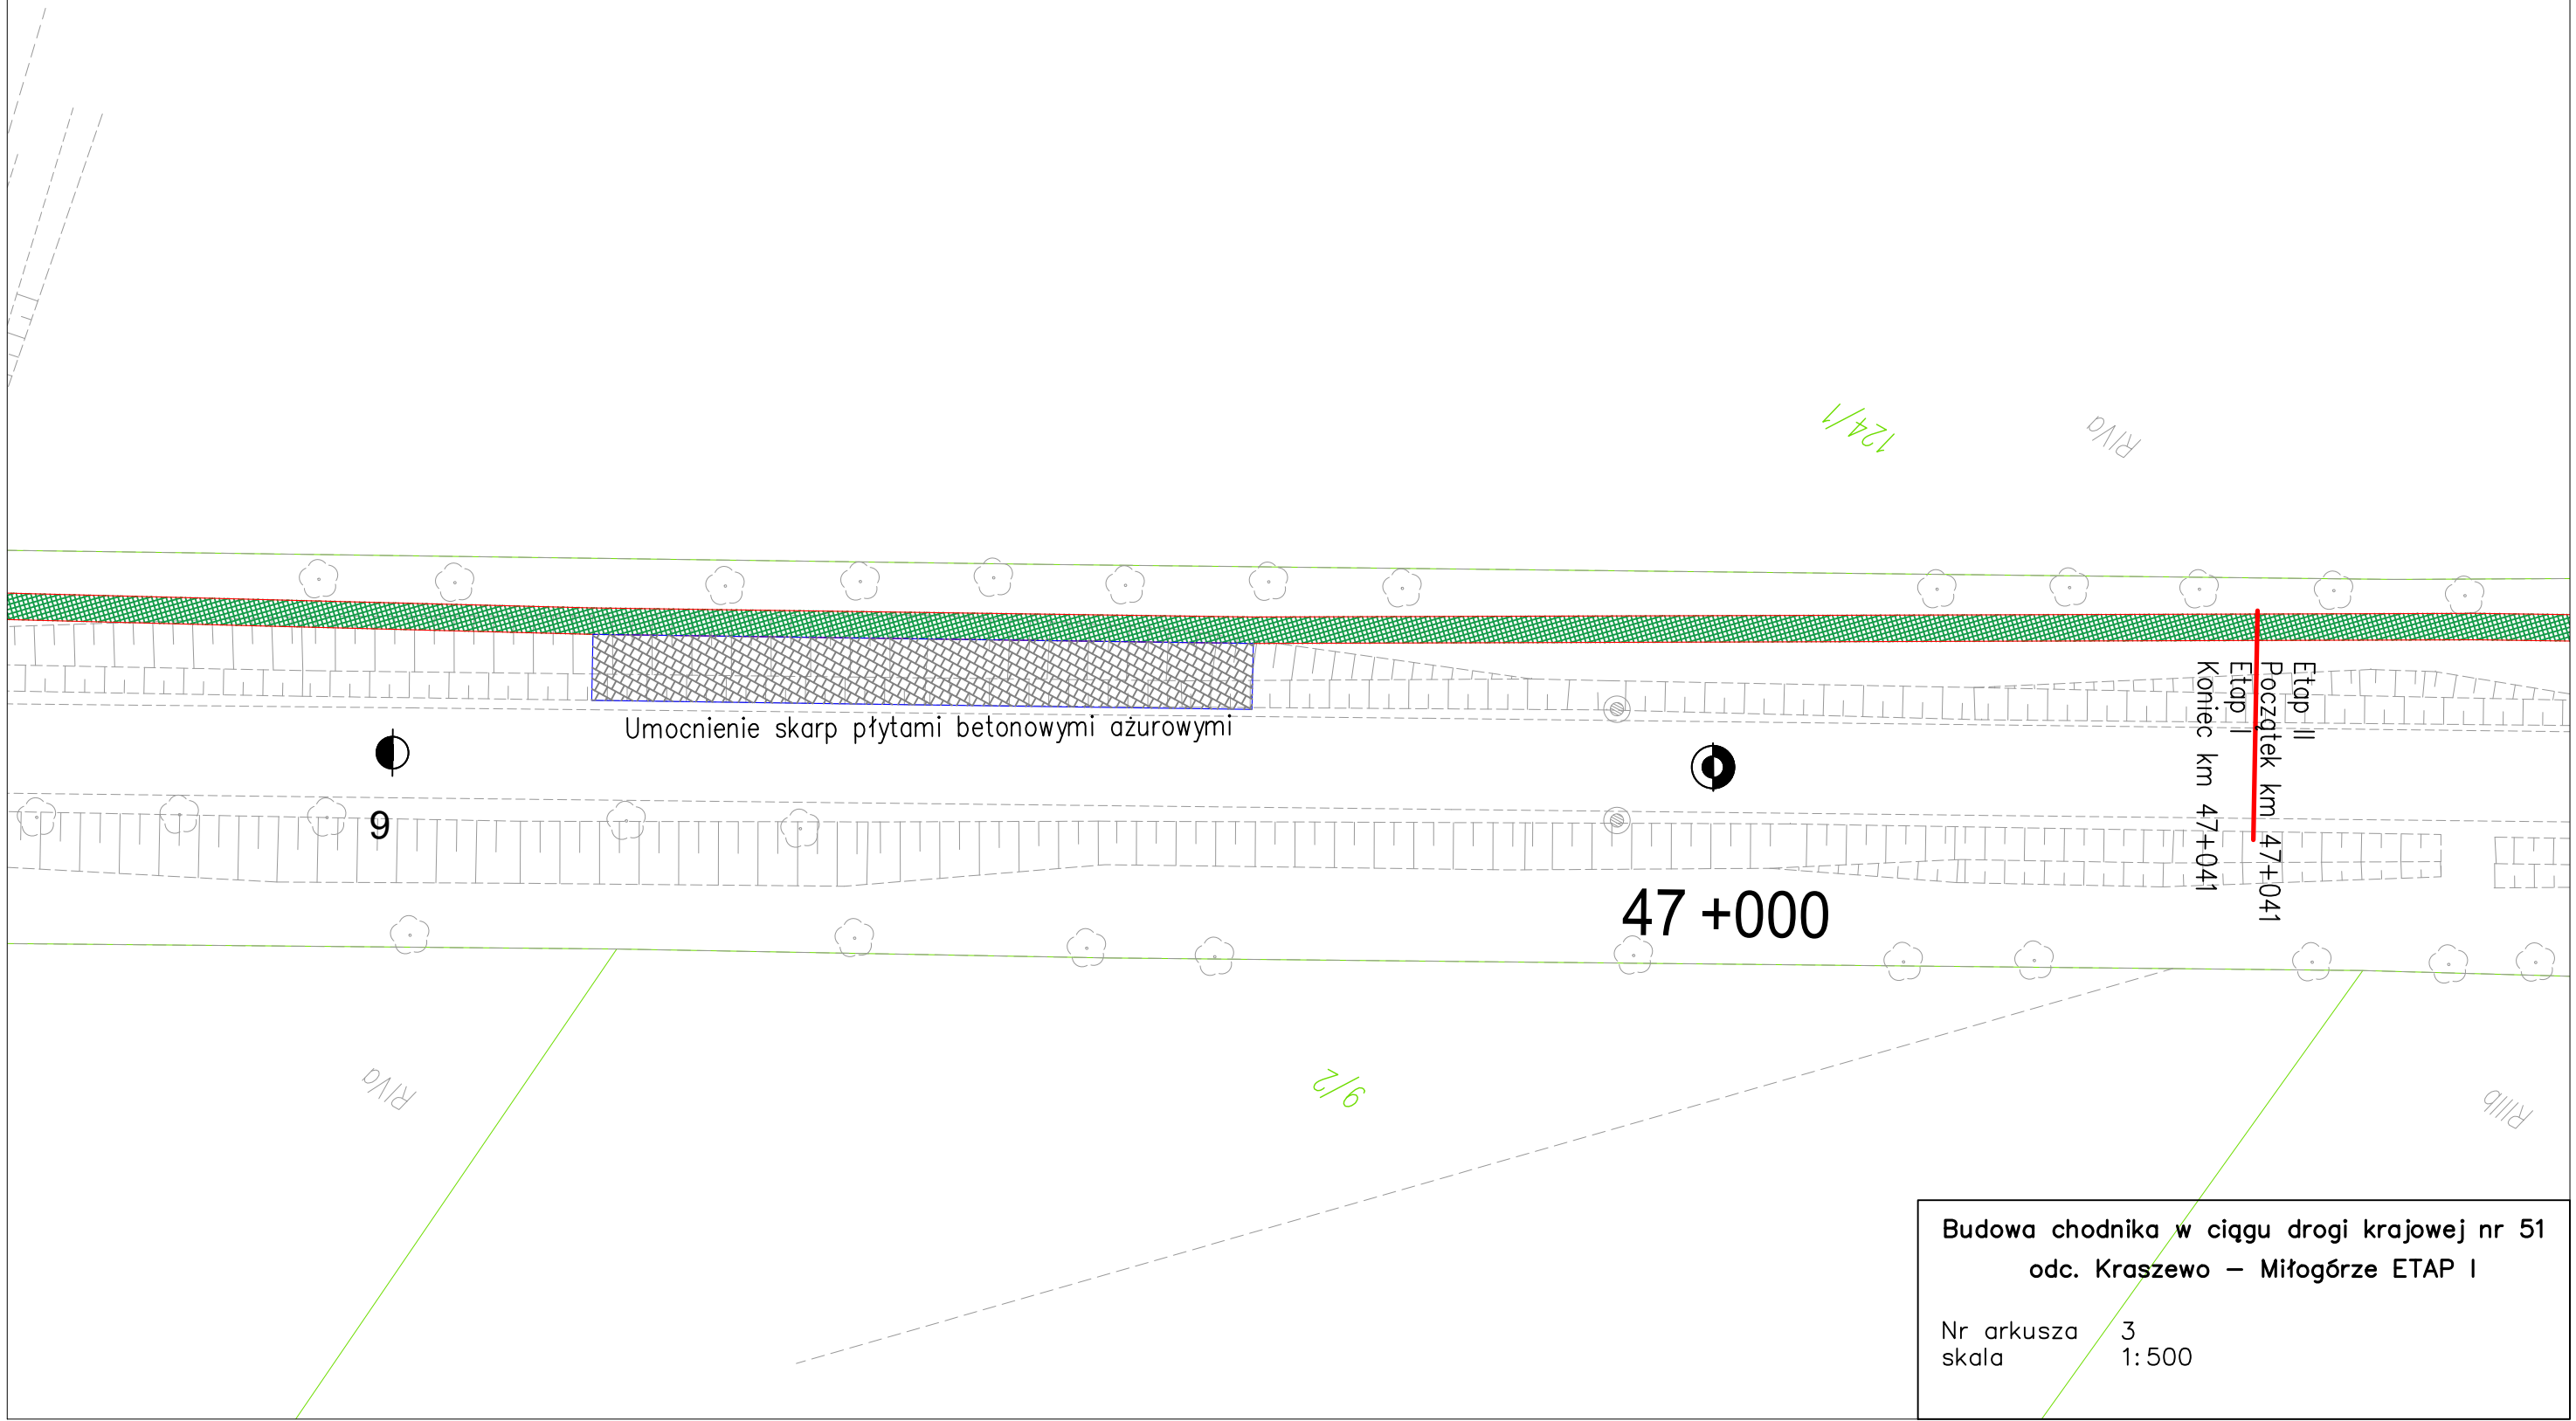 124/1
RIVa
Umocnienie skarp płytami betonowymi ażurowymi
Etap II
Początek km 47+041
Etap I
Koniec km 47+041
9
47+000
RIVa
9/2
RIIIb
Budowa chodnika w ciągu drogi krajowej nr 51
odc. Kraszewo – Miłogórze ETAP I
Nr arkusza 3
skala 1:500